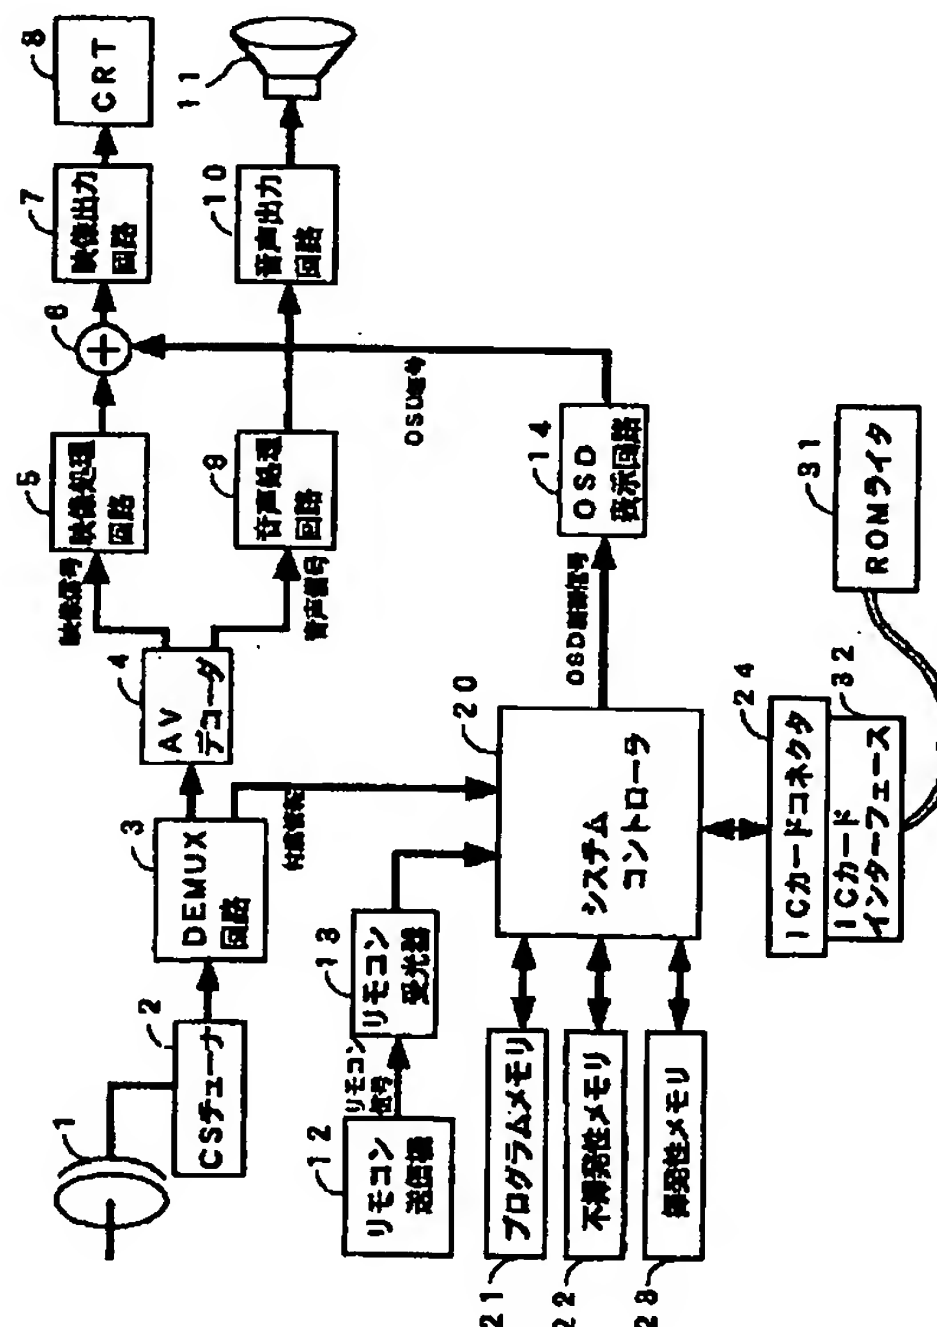 1
2
CSチューナ
3
DEMUX
回路
4
AV
デコーダ
映像信号
音声信号
5
映像処理
回路
6
+
7
映像出力
回路
8
CRT
9
音声処理
回路
10
音声出力
回路
11
12
リモコン
送信機
リモコン
信号
13
リモコン
受光器
付属情報
20
システム
コントローラ
OSD制御信号
14
OSD
表示回路
OSD信号
21
プログラムメモリ
22
不揮発性メモリ
23
揮発性メモリ
24
ICカードコネクタ
32
ICカード
インターフェース
31
ROMライタ